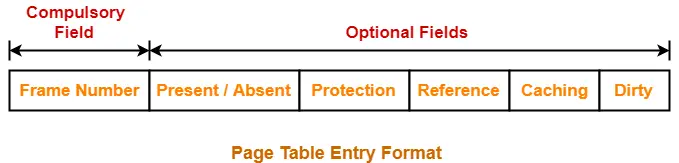 Compulsory
Field
Optional Fields
Frame Number Present / Absent Protection Reference Caching Dirty
Page Table Entry Format